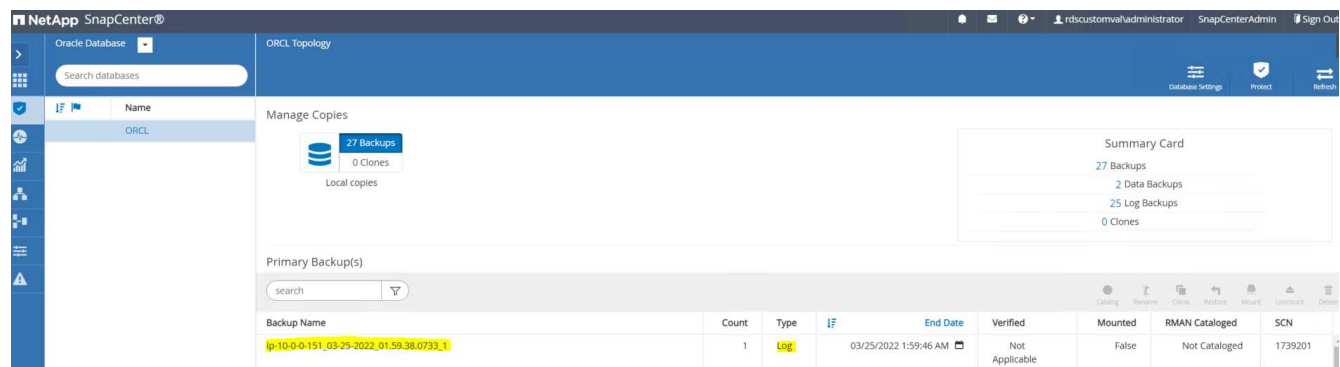 NetApp SnapCenter®
rdscustomval\administrator SnapCenterAdmin Sign Out
Oracle Database
ORCL Topology
Search databases
Database Settings Protect Refresh
Name
ORCL
Manage Copies
27 Backups
0 Clones
Local copies
Summary Card
27 Backups
2 Data Backups
25 Log Backups
0 Clones
Primary Backup(s)
search
Catalog Rename Clone Restore Mount Unmount Delete
Backup Name Count Type End Date Verified Mounted RMAN Cataloged SCN
ip-10-0-0-151_03-25-2022_01.59.38.0733_1 1 Log 03/25/2022 1:59:46 AM Not Applicable False Not Cataloged 1739201